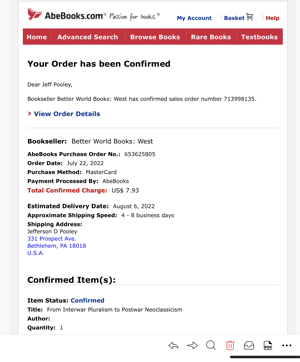 AbeBooks.com® Passion for books.®
My Account Basket Help
Home Advanced Search Browse Books Rare Books Textbooks
Your Order has been Confirmed
Dear Jeff Pooley,
Bookseller Better World Books: West has confirmed sales order number 713998135.
> View Order Details
Bookseller: Better World Books: West
AbeBooks Purchase Order No.: 653625805
Order Date: July 22, 2022
Purchase Method: MasterCard
Payment Processed By: AbeBooks
Total Confirmed Charge: US$ 7.93
Estimated Delivery Date: August 6, 2022
Approximate Shipping Speed: 4 - 8 business days
Shipping Address:
Jefferson D Pooley
331 Prospect Ave.
Bethlehem, PA 18018
U.S.A.
Confirmed Item(s):
Item Status: Confirmed
Title: From Interwar Pluralism to Postwar Neoclassicism
Author:
Quantity: 1
PDF